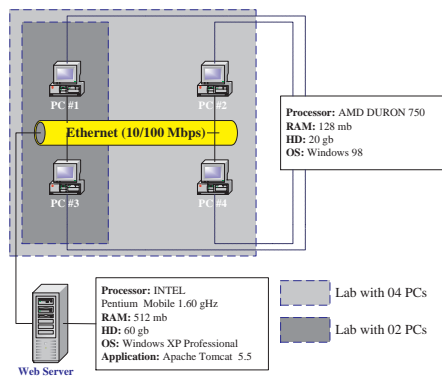 PC #1
PC #2
Ethernet (10/100 Mbps)
PC #3
PC #4
Processor: AMD DURON 750
RAM: 128 mb
HD: 20 gb
OS: Windows 98
Processor: INTEL
Pentium Mobile 1.60 gHz
RAM: 512 mb
HD: 60 gb
OS: Windows XP Professional
Application: Apache Tomcat 5.5
Web Server
Lab with 04 PCs
Lab with 02 PCs